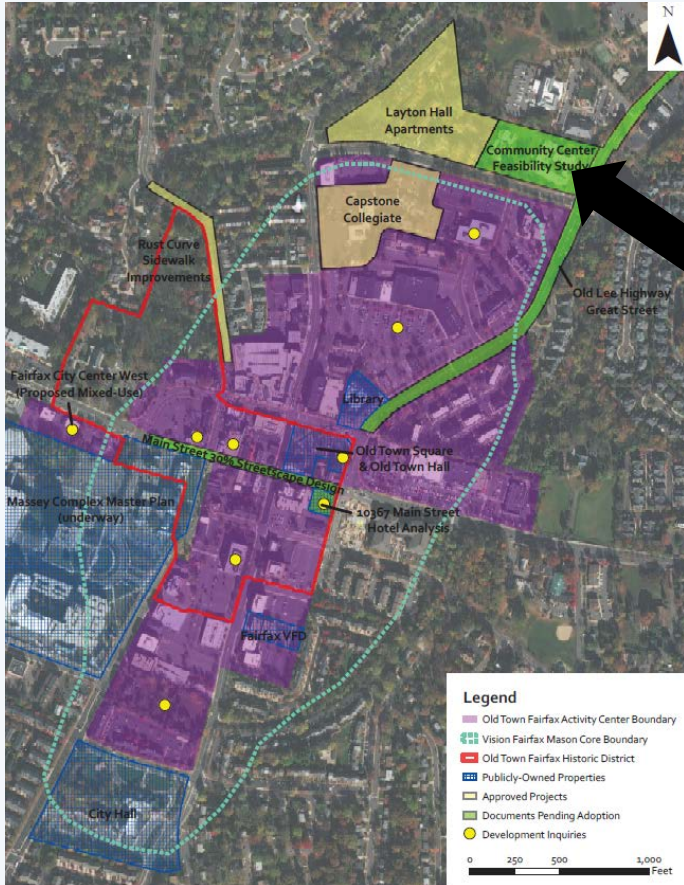 N
Layton Hall
Apartments
Community Center
Feasibility Study
Capstone
Collegiate
Rust Curve
Sidewalk
Improvements
Old Lee Highway
Great Street
Fairfax City Center West
(Proposed Mixed-Use)
Library
Old Town Square
& Old Town Hall
Main Street 30% StreetScape Design
Massey Complex Master Plan
(underway)
10367 Main Street
Hotel Analysis
Fairfax VFD
City Hall
Legend
Old Town Fairfax Activity Center Boundary
Vision Fairfax Mason Core Boundary
Old Town Fairfax Historic District
Publicly-Owned Properties
Approved Projects
Documents Pending Adoption
Development Inquiries
0 250 500 1,000
Feet